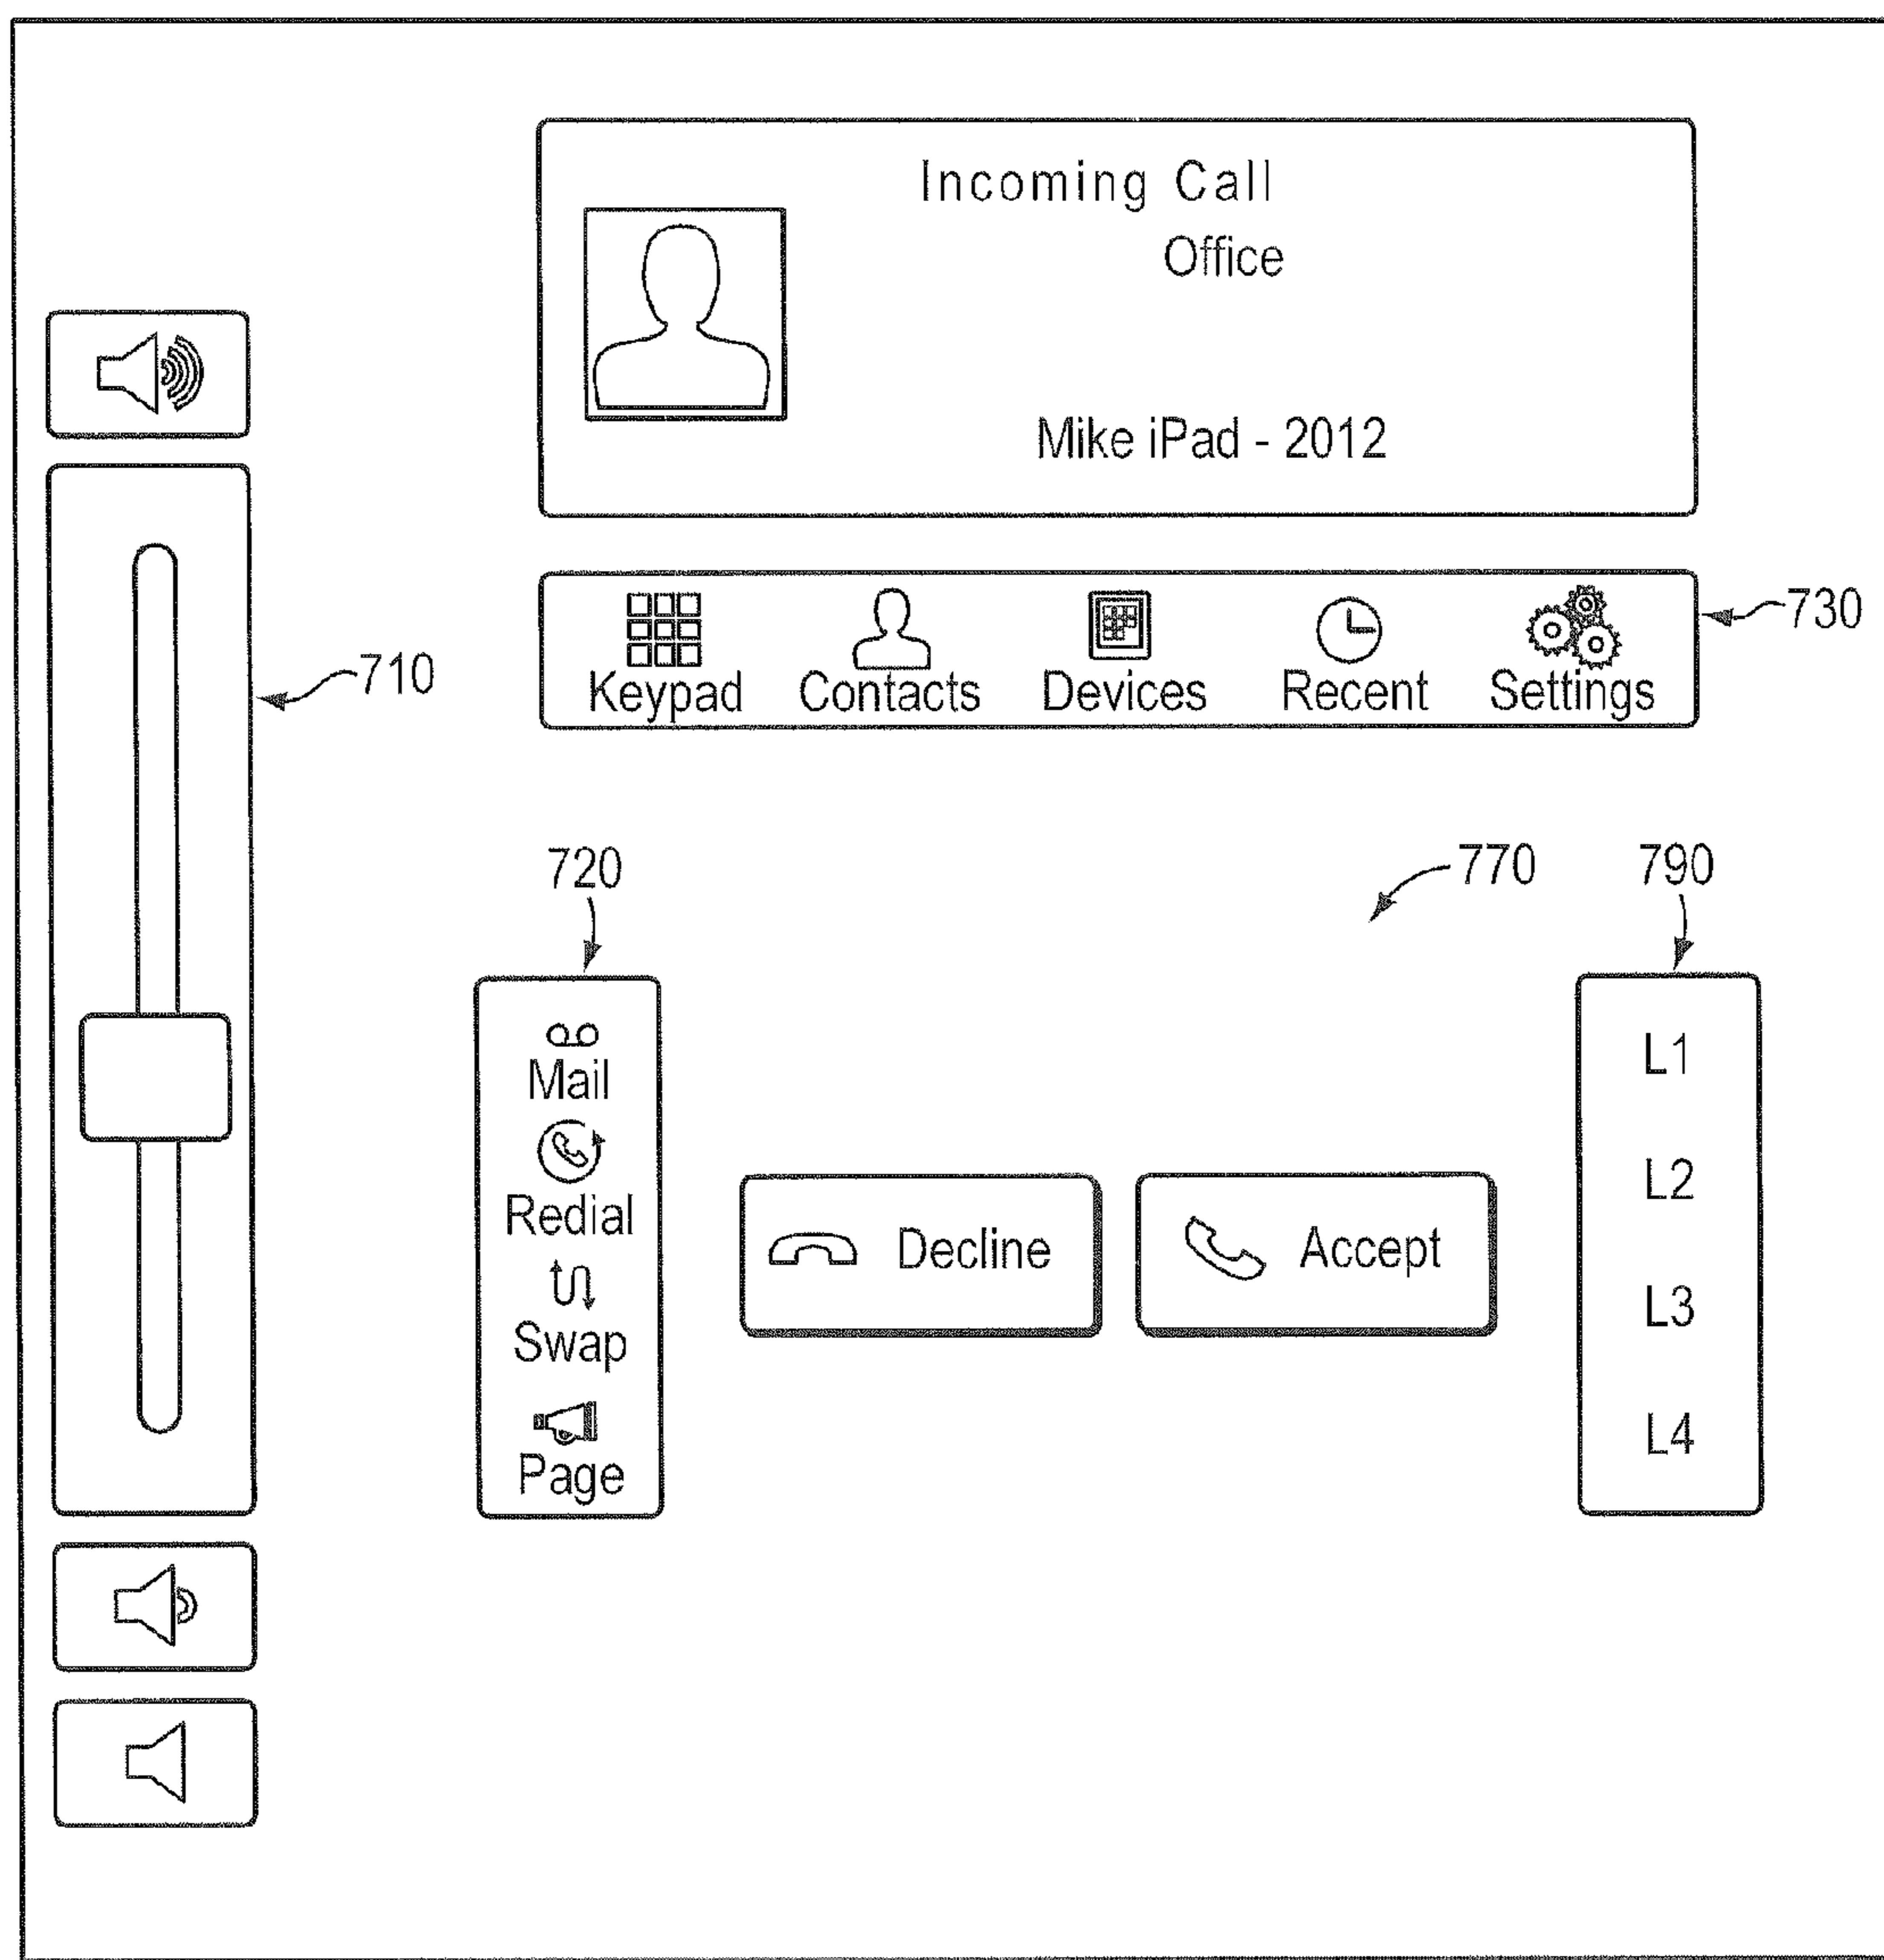 Incoming Call
Office
Mike iPad - 2012
Keypad Contacts Devices Recent Settings
730
710
720
770
790
Mail
Redial
Swap
Page
Decline
Accept
L1
L2
L3
L4